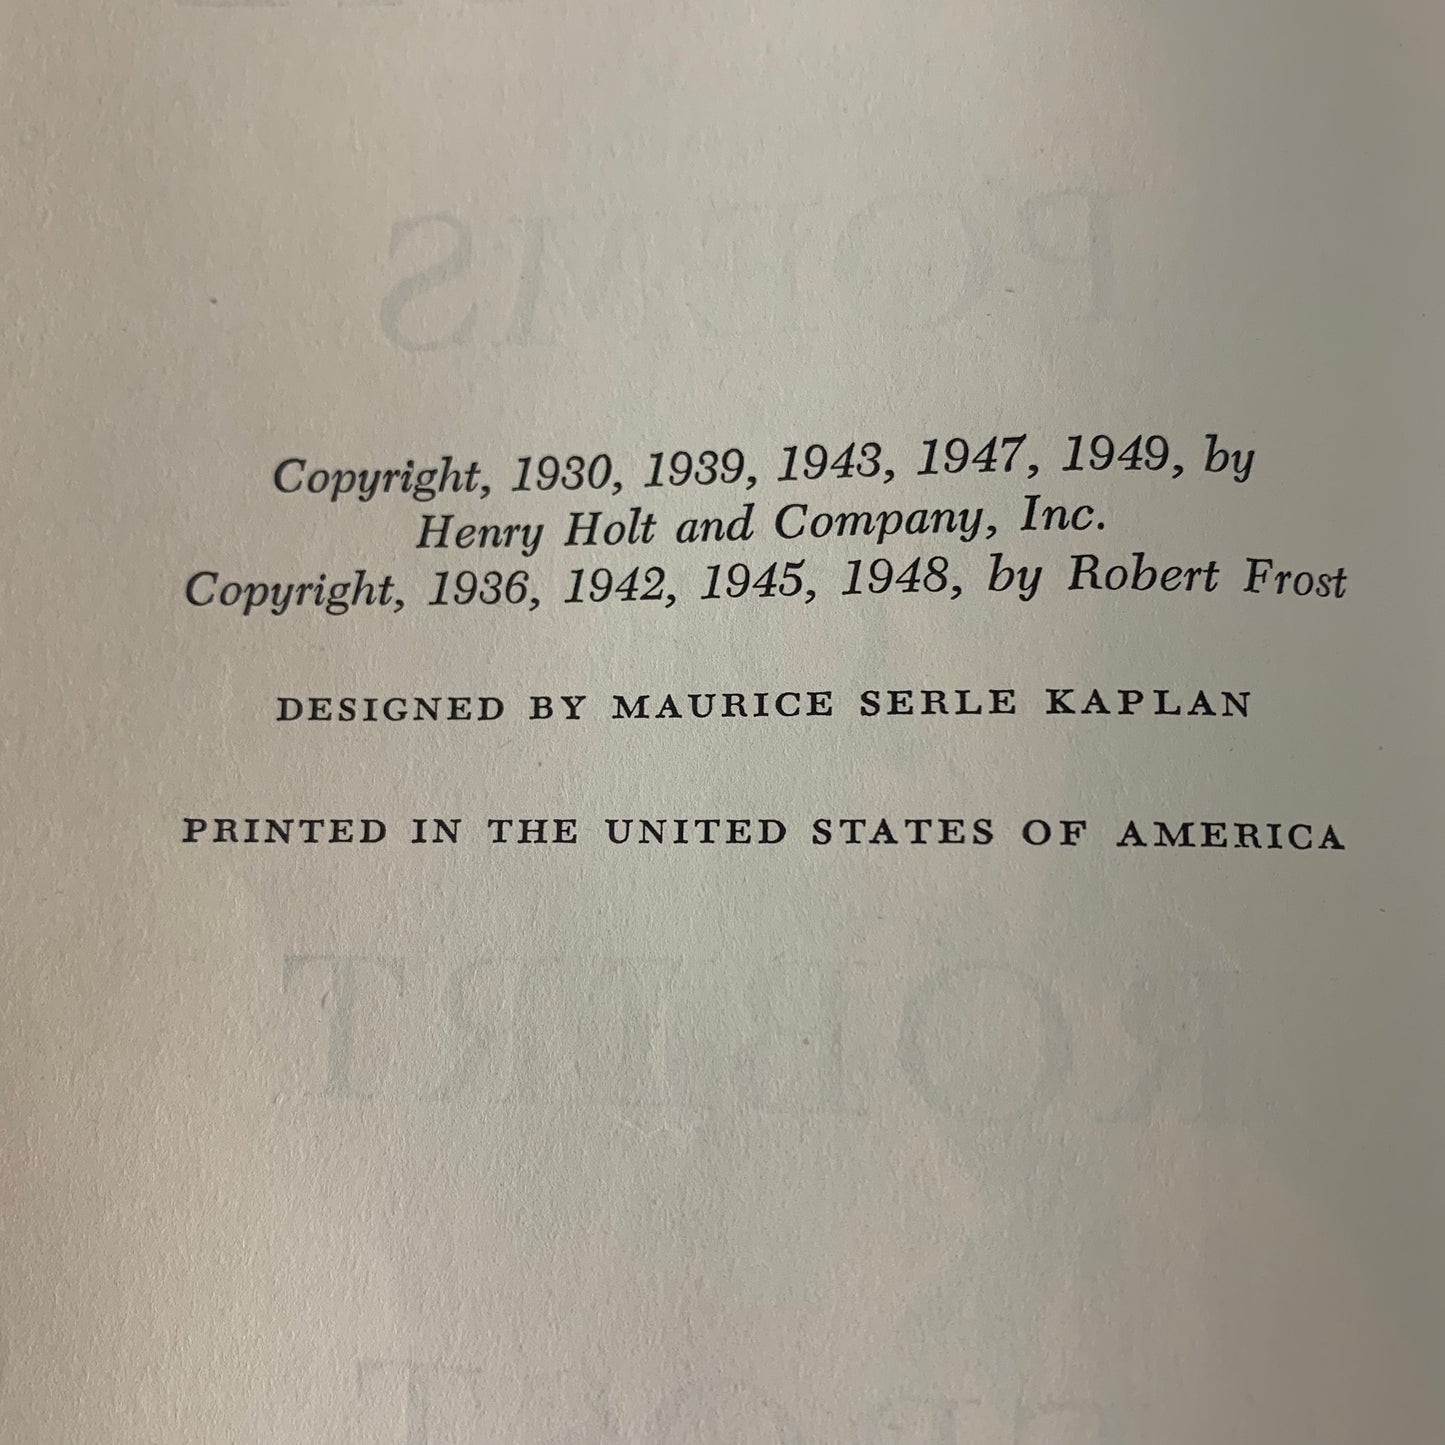 Copyright, 1930, 1939, 1943, 1947, 1949, by
Henry Holt and Company, Inc.
Copyright, 1936, 1942, 1945, 1948, by Robert Frost
DESIGNED BY MAURICE SERLE KAPLAN
PRINTED IN THE UNITED STATES OF AMERICA